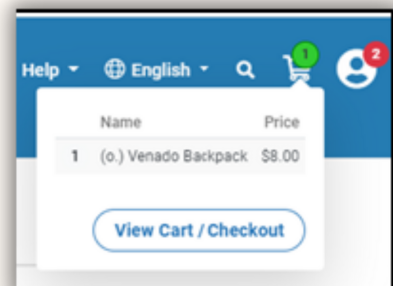 Help English 1 2
Name Price
1 (o.) Venado Backpack $8.00
View Cart / Checkout